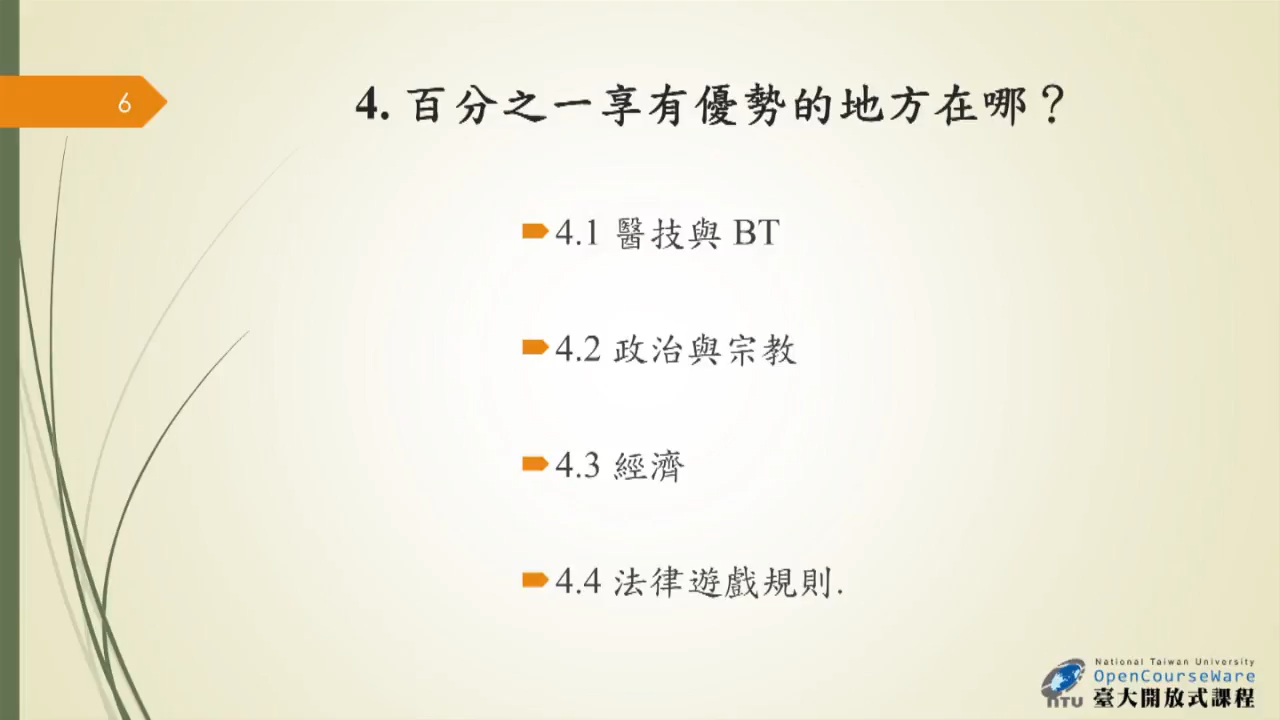 6
4. 百分之一享有優勢的地方在哪？
4.1 醫技與 BT
4.2 政治與宗教
4.3 經濟
4.4 法律遊戲規則.
National Taiwan University
OpenCourseWare
NTU 臺大開放式課程